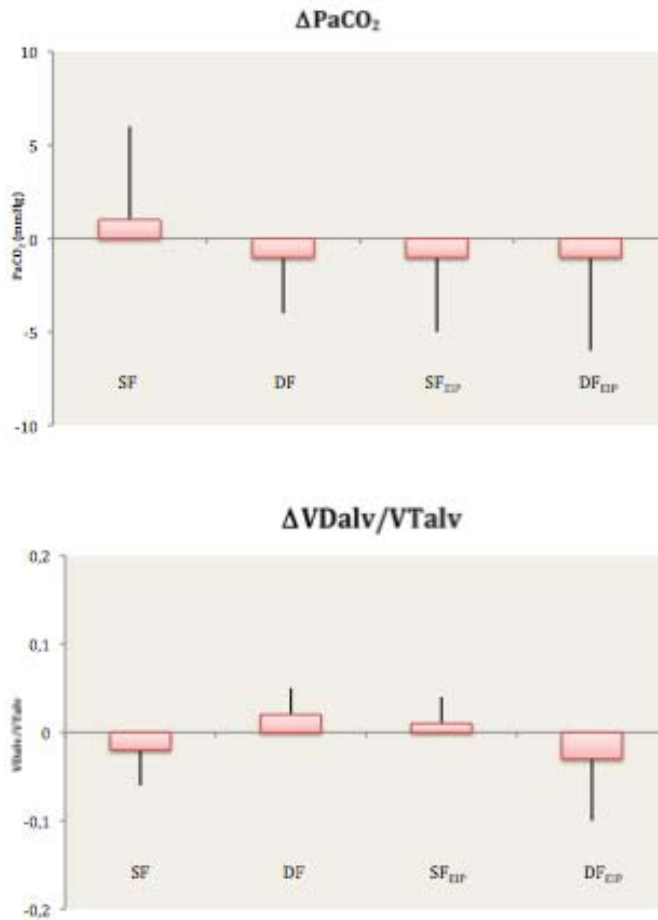 ΔPaCO₂
10
5
0
-5
-10
PaCO₂ (mmHg)
SF DF SF_EIP DF_EIP
ΔVDalv/VTalv
0,2
0,1
0
-0,1
-0,2
VDalv/VTalv
SF DF SF_EIP DF_EIP